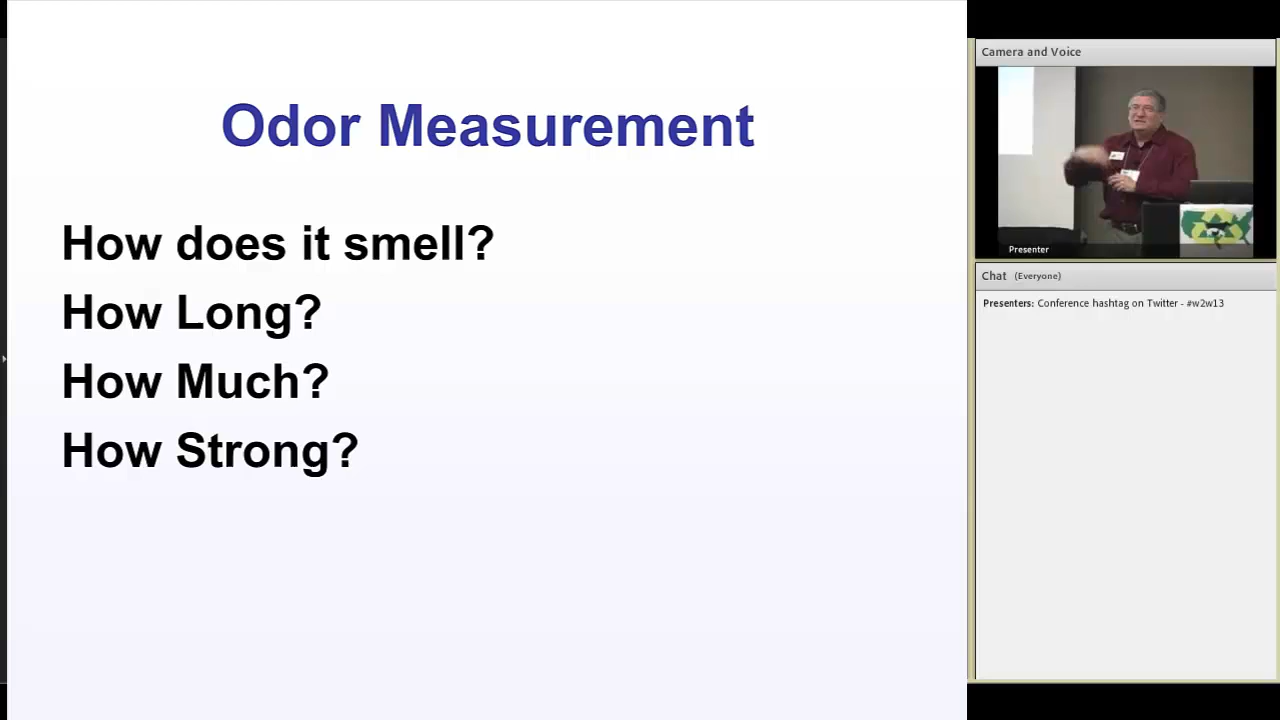 Odor Measurement
How does it smell?
How Long?
How Much?
How Strong?
Camera and Voice
Presenter
Chat (Everyone)
Presenters: Conference hashtag on Twitter - #w2w13